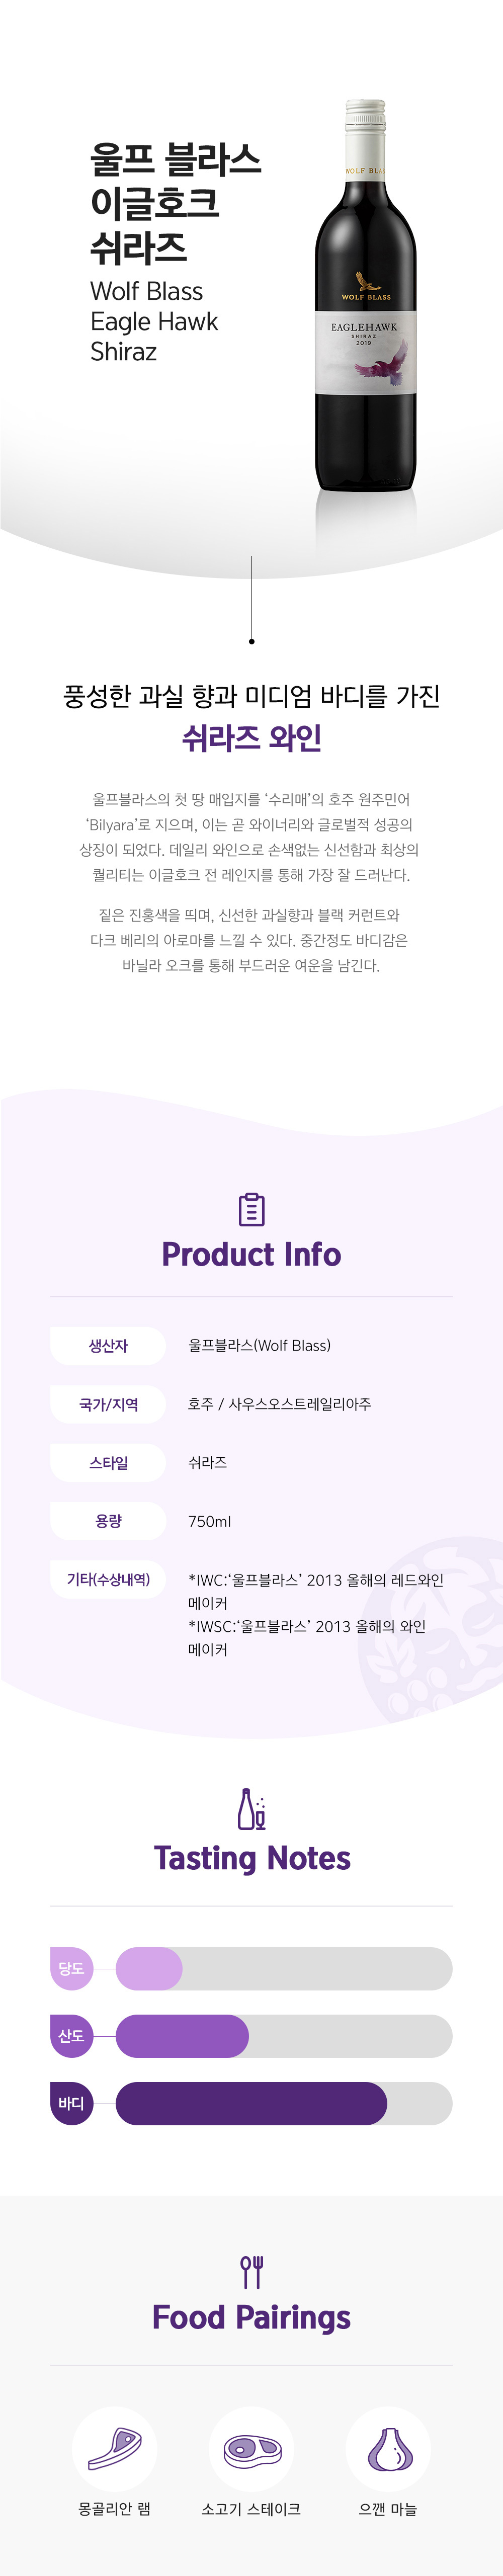 울프 블라스
이글호크
쉬라즈
Wolf Blass
Eagle Hawk
Shiraz
WOLF BLAS
WOLF BLASS
EAGLEHAWK
SHIRAZ
2019
풍성한 과실 향과 미디엄 바디를 가진
쉬라즈 와인
울프블라스의 첫 땅 매입지를 ‘수리매’의 호주 원주민어
‘Bilyara’로 지으며, 이는 곧 와이너리와 글로벌적 성공의
상징이 되었다. 데일리 와인으로 손색없는 신선함과 최상의
퀄리티는 이글호크 전 레인지를 통해 가장 잘 드러난다.
짙은 진홍색을 띄며, 신선한 과실향과 블랙 커런트와
다크 베리의 아로마를 느낄 수 있다. 중간정도 바디감은
바닐라 오크를 통해 부드러운 여운을 남긴다.
Product Info
생산자 울프블라스(Wolf Blass)
국가/지역 호주 / 사우스오스트레일리아주
스타일 쉬라즈
용량 750ml
기타(수상내역) *IWC:‘울프블라스’ 2013 올해의 레드와인
메이커
*IWSC:‘울프블라스’ 2013 올해의 와인
메이커
Tasting Notes
당도
산도
바디
Food Pairings
몽골리안 램 소고기 스테이크 으깬 마늘